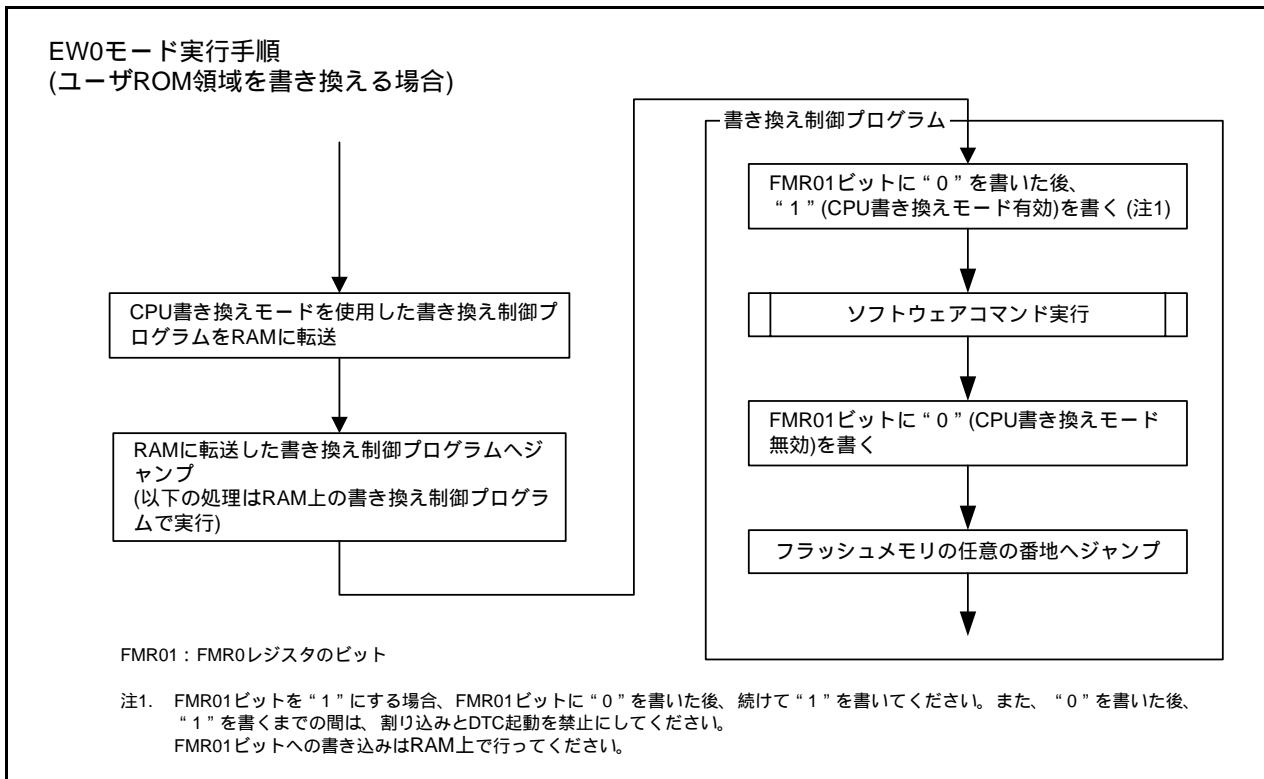 EW0モード実行手順
(ユーザROM領域を書き換える場合)
CPU書き換えモードを使用した書き換え制御プ
ログラムをRAMに転送
RAMに転送した書き換え制御プログラムへジ
ャンプ
(以下の処理はRAM上の書き換え制御プログラ
ムで実行)
書き換え制御プログラム
FMR01ビットに“0”を書いた後、
“1”(CPU書き換えモード有効)を書く (注1)
ソフトウェアコマンド実行
FMR01ビットに“0”(CPU書き換えモード
無効)を書く
フラッシュメモリの任意の番地へジャンプ
FMR01：FMR0レジスタのビット
注1. FMR01ビットを“1”にする場合、FMR01ビットに“0”を書いた後、続けて“1”を書いてください。また、“0”を書いた後、
“1”を書くまでの間は、割り込みとDTC起動を禁止にしてください。
FMR01ビットへの書き込みはRAM上で行ってください。